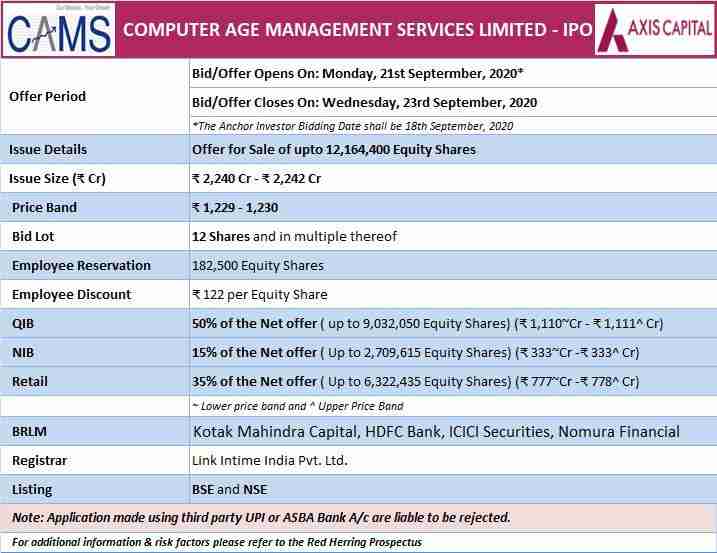 CAMS
COMPUTER AGE MANAGEMENT SERVICES LIMITED - IPO
AXIS CAPITAL
Offer Period
Bid/Offer Opens On: Monday, 21st Septermber, 2020*
Bid/Offer Closes On: Wednesday, 23rd September, 2020
*The Anchor Investor Bidding Date shall be 18th September, 2020
Issue Details Offer for Sale of upto 12,164,400 Equity Shares
Issue Size (₹ Cr) ₹ 2,240 Cr - ₹ 2,242 Cr
Price Band ₹ 1,229 - 1,230
Bid Lot 12 Shares and in multiple thereof
Employee Reservation 182,500 Equity Shares
Employee Discount ₹ 122 per Equity Share
QIB 50% of the Net offer ( up to 9,032,050 Equity Shares) (₹ 1,110~Cr - ₹ 1,111^ Cr)
NIB 15% of the Net offer ( Up to 2,709,615 Equity Shares) (₹ 333~Cr -₹ 333^ Cr)
Retail 35% of the Net offer ( Up to 6,322,435 Equity Shares) (₹ 777~Cr -₹ 778^ Cr)
~ Lower price band and ^ Upper Price Band
BRLM Kotak Mahindra Capital, HDFC Bank, ICICI Securities, Nomura Financial
Registrar Link Intime India Pvt. Ltd.
Listing BSE and NSE
Note: Application made using third party UPI or ASBA Bank A/c are liable to be rejected.
For additional information & risk factors please refer to the Red Herring Prospectus